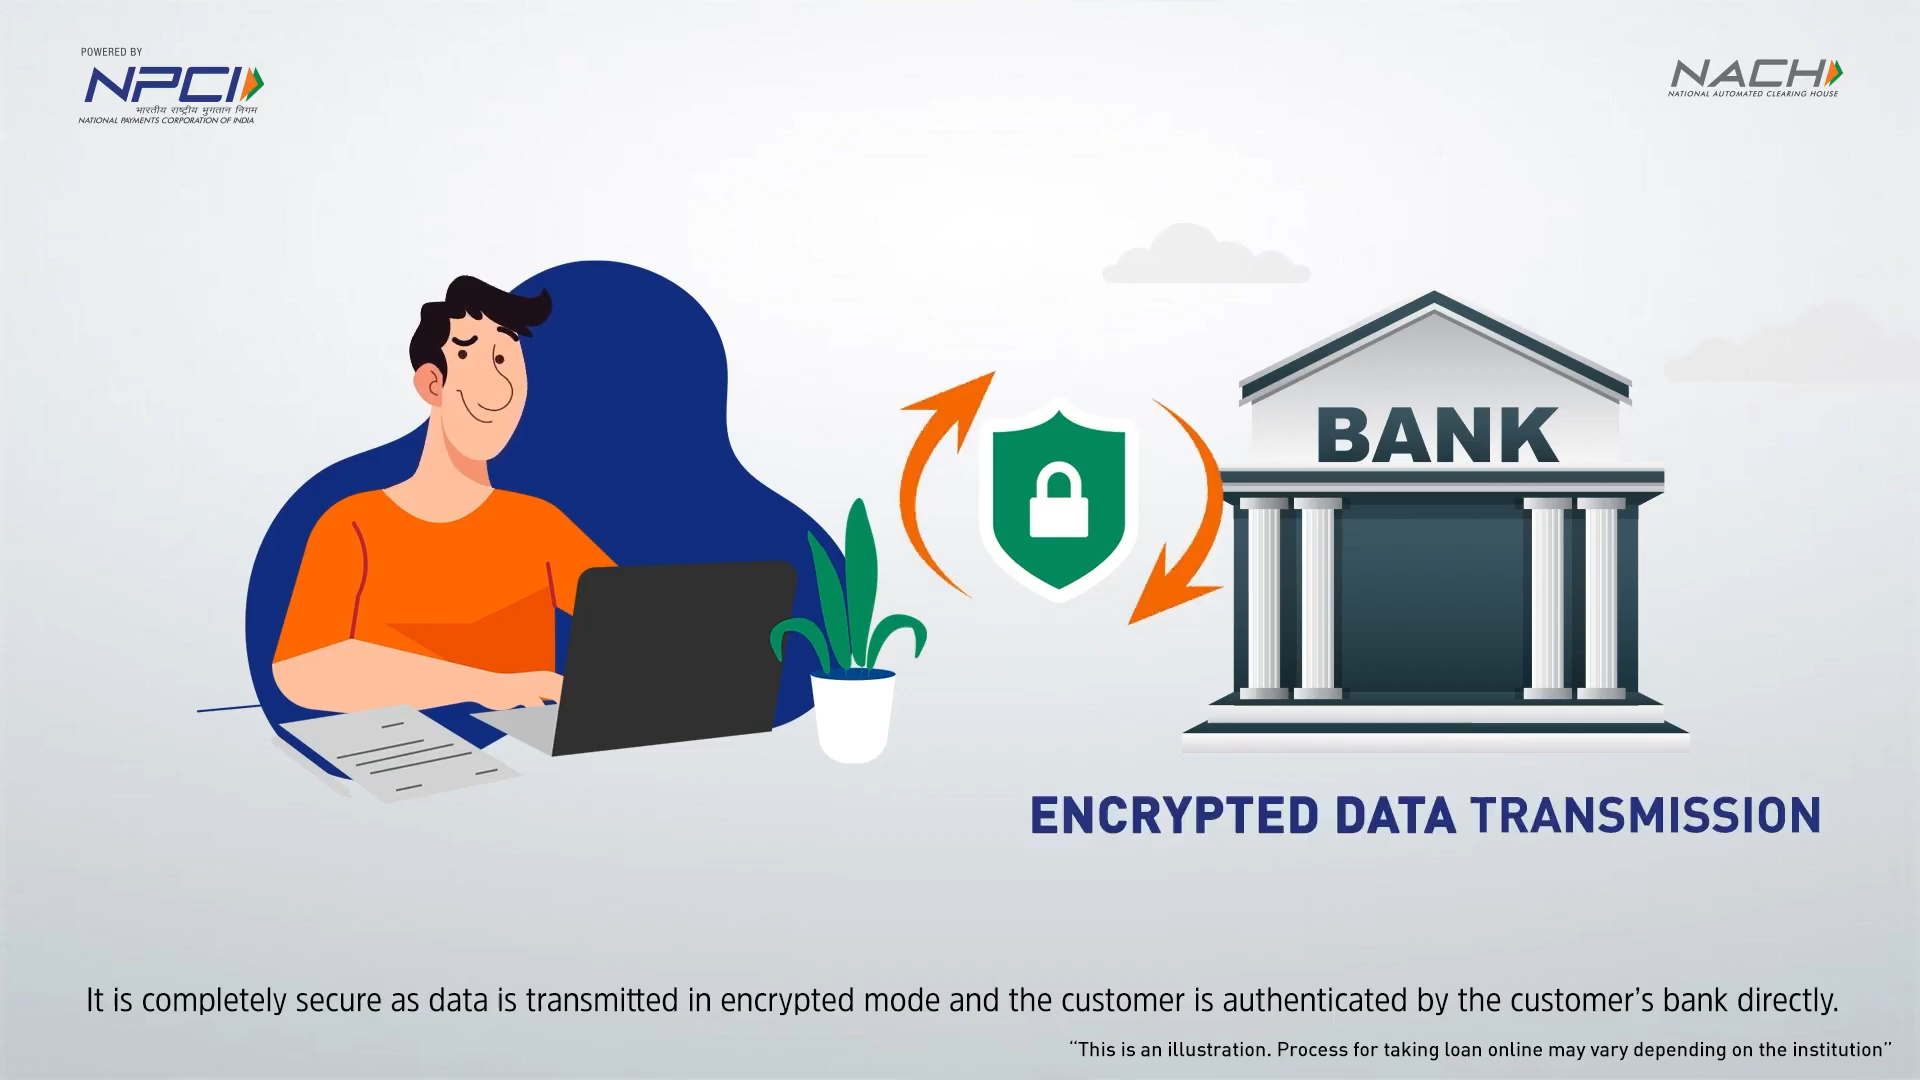 POWERED BY
NPCI
भारतीय राष्ट्रीय भुगतान निगम
NATIONAL PAYMENTS CORPORATION OF INDIA
NACH
NATIONAL AUTOMATED CLEARING HOUSE
BANK
ENCRYPTED DATA TRANSMISSION
It is completely secure as data is transmitted in encrypted mode and the customer is authenticated by the customer’s bank directly.
“This is an illustration. Process for taking loan online may vary depending on the institution”